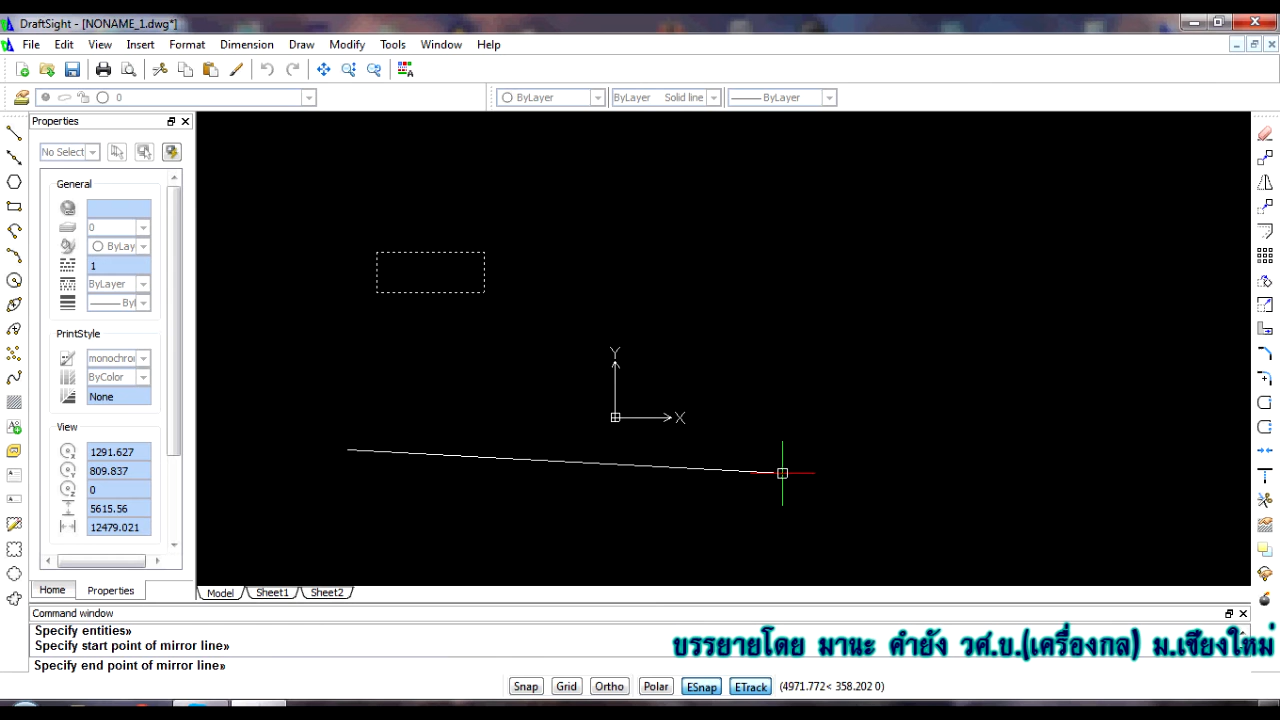 DraftSight - [NONAME_1.dwg*]
File Edit View Insert Format Dimension Draw Modify Tools Window Help
0 ByLayer ByLayer Solid line ByLayer
Properties
No Select
General
0
ByLay
1
ByLayer
Byl
PrintStyle
monochror
ByColor
None
View
1291.627
809.837
0
5615.56
12479.021
Y
X
Home Properties
Model Sheet1 Sheet2
Command window
Specify entities»
Specify start point of mirror line»
Specify end point of mirror line»
บรรยายโดย มานะ คำยัง วศ.บ.(เครื่องกล) ม.เชียงใหม่
Snap Grid Ortho Polar ESnap ETrack (4971.772< 358.202 0)